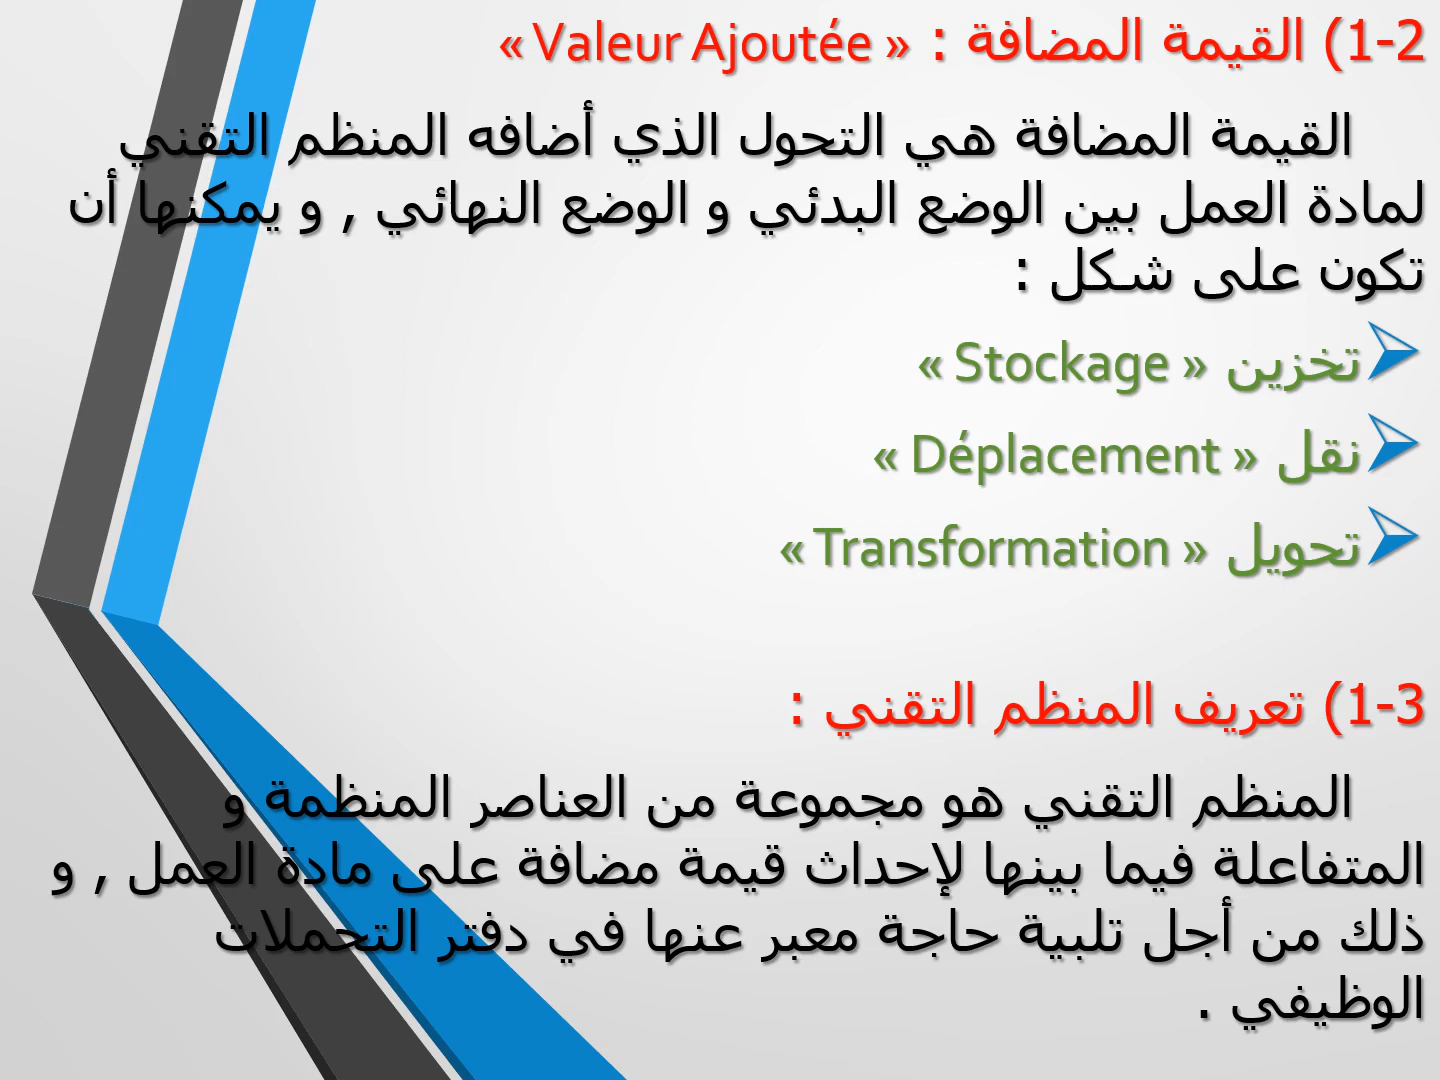 1-2) القيمة المضافة : « Valeur Ajoutée »
القيمة المضافة هي التحول الذي أضافه المنظم التقني
لمادة العمل بين الوضع البدئي و الوضع النهائي , و يمكنها أن
تكون على شكل :
تخزين « Stockage »
نقل « Déplacement »
تحويل « Transformation »
1-3) تعريف المنظم التقني :
المنظم التقني هو مجموعة من العناصر المنظمة و
المتفاعلة فيما بينها لإحداث قيمة مضافة على مادة العمل , و
ذلك من أجل تلبية حاجة معبر عنها في دفتر التحملات
الوظيفي .